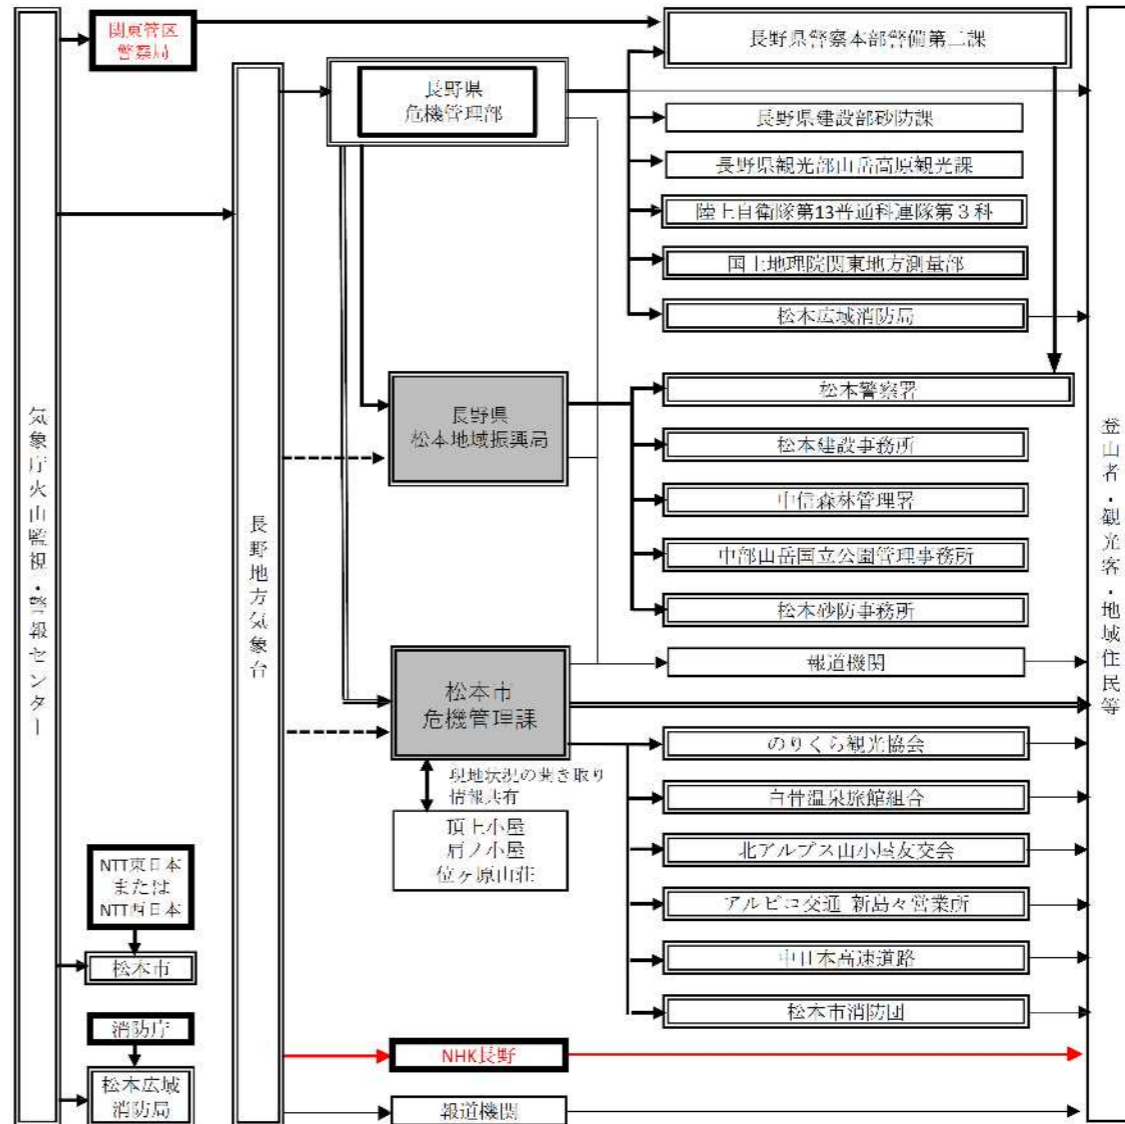 気象庁火山監視・警報センター
関東管区
警察局
NTT東日本
または
NTT西日本
松本市
消防庁
松本広域
消防局
長野地方気象台
長野県
危機管理部
長野県
松本地域振興局
松本市
危機管理課
現地状況の聞き取り
情報共有
頂上小屋
肩ノ小屋
位ヶ原山荘
NHK長野
報道機関
長野県警察本部警備第二課
長野県建設部砂防課
長野県観光部山岳高原観光課
陸上自衛隊第13普通科連隊第３科
国土地理院関東地方測量部
松本広域消防局
松本警察署
松本建設事務所
中信森林管理署
中部山岳国立公園管理事務所
松本砂防事務所
報道機関
のりくら観光協会
白骨温泉旅館組合
北アルプス山小屋友交会
アルピコ交通 新島々営業所
中日本高速道路
松本市消防団
登山者・観光客・地域住民等